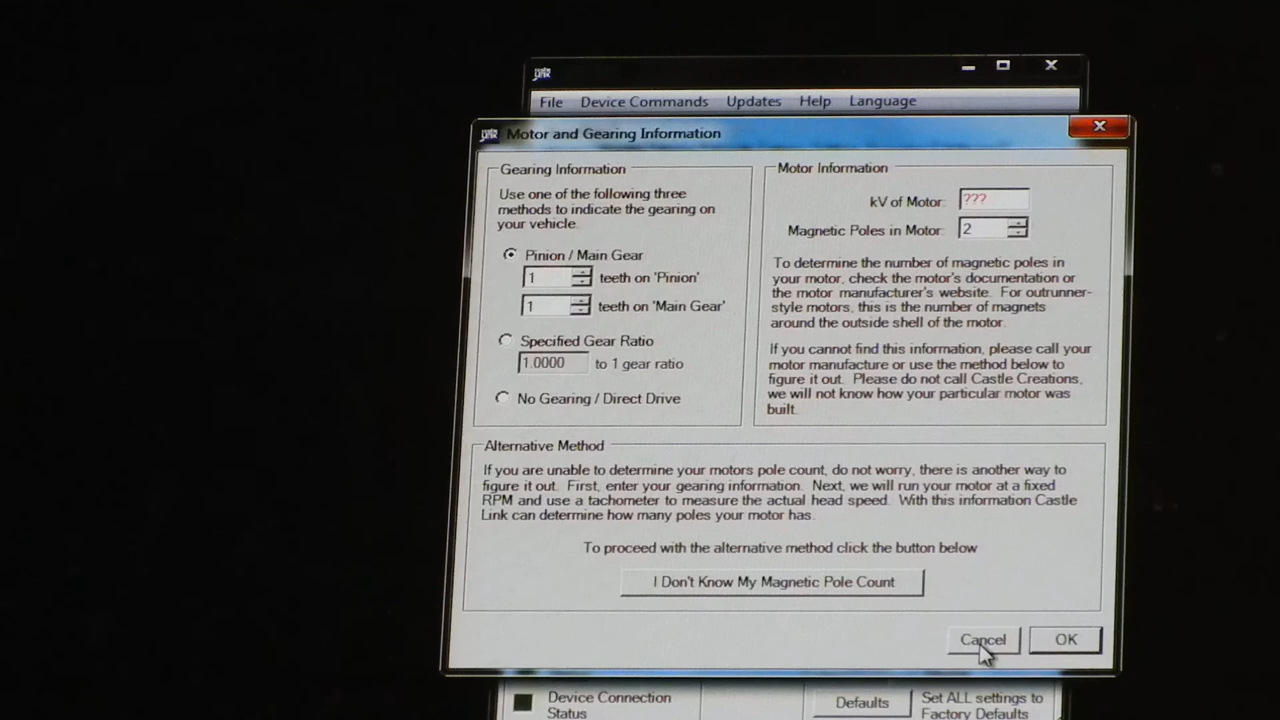 File Device Commands Updates Help Language
Motor and Gearing Information
Gearing Information
Use one of the following three
methods to indicate the gearing on
your vehicle.
Pinion / Main Gear
1 teeth on 'Pinion'
1 teeth on 'Main Gear'
Specified Gear Ratio
1.0000 to 1 gear ratio
No Gearing / Direct Drive
Motor Information
kV of Motor: ???
Magnetic Poles in Motor: 2
To determine the number of magnetic poles in
your motor, check the motor's documentation or
the motor manufacturer's website. For outrunner-
style motors, this is the number of magnets
around the outside shell of the motor.
If you cannot find this information, please call your
motor manufacture or use the method below to
figure it out. Please do not call Castle Creations,
we will not know how your particular motor was
built.
Alternative Method
If you are unable to determine your motors pole count, do not worry, there is another way to
figure it out. First, enter your gearing information. Next, we will run your motor at a fixed
RPM and use a tachometer to measure the actual head speed. With this information Castle
Link can determine how many poles your motor has.
To proceed with the alternative method click the button below
I Don't Know My Magnetic Pole Count
Cancel OK
Device Connection
Status
Defaults
Set ALL settings to
Factory Defaults